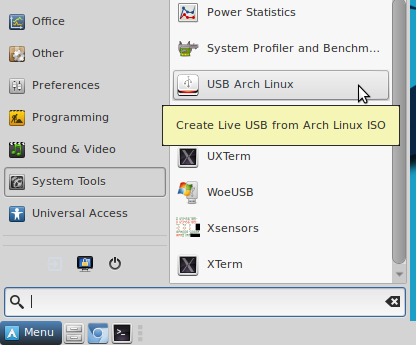 Office
Other
Preferences
Programming
Sound & Video
System Tools
Universal Access
Power Statistics
System Profiler and Benchm...
USB Arch Linux
Create Live USB from Arch Linux ISO
UXTerm
WoeUSB
Xsensors
XTerm
Menu